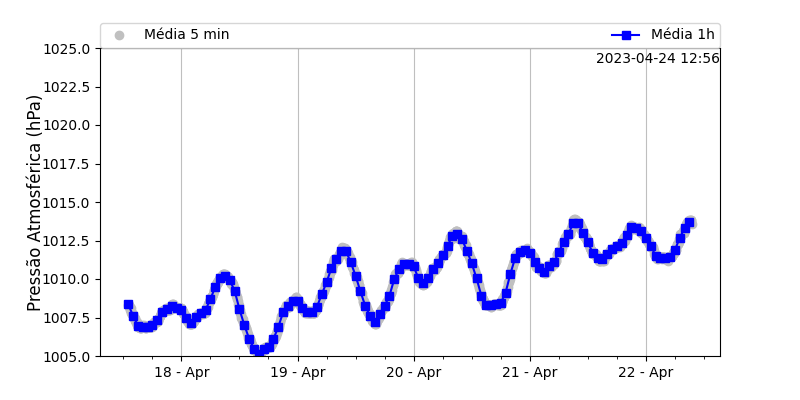 Média 5 min
Média 1h
2023-04-24 12:56
Pressão Atmosférica (hPa)
1025.0
1022.5
1020.0
1017.5
1015.0
1012.5
1010.0
1007.5
1005.0
18 - Apr
19 - Apr
20 - Apr
21 - Apr
22 - Apr